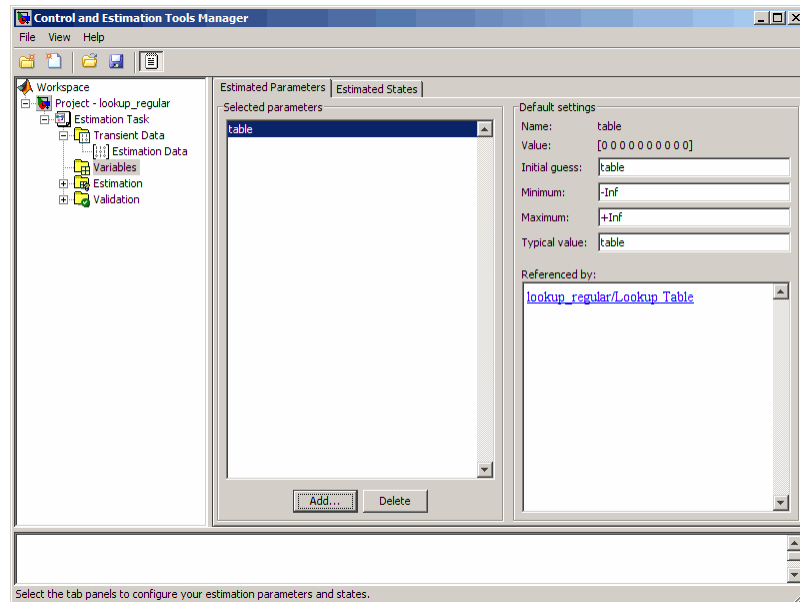 Control and Estimation Tools Manager
File View Help
Workspace
Project - lookup_regular
Estimation Task
Transient Data
Estimation Data
Variables
Estimation
Validation
Estimated Parameters
Estimated States
Selected parameters
table
Add...
Delete
Default settings
Name: table
Value: [0 0 0 0 0 0 0 0 0 0]
Initial guess: table
Minimum: -Inf
Maximum: +Inf
Typical value: table
Referenced by:
lookup_regular/Lookup Table
Select the tab panels to configure your estimation parameters and states.